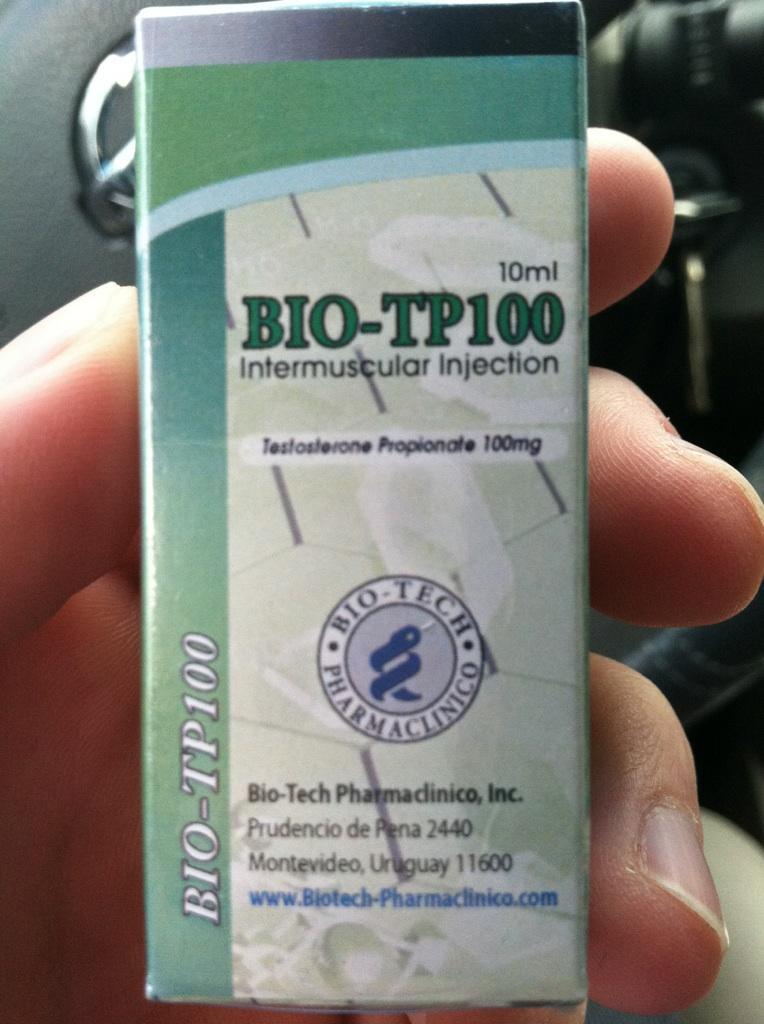 10ml
BIO-TP100
Intermuscular Injection
Testosterone Propionate 100mg
BIO-TECH
PHARMACLINICO
BIO-TP100
Bio-Tech Pharmaclinico, Inc.
Prudencio de Pena 2440
Montevideo, Uruguay 11600
www.Biotech-Pharmaclinico.com